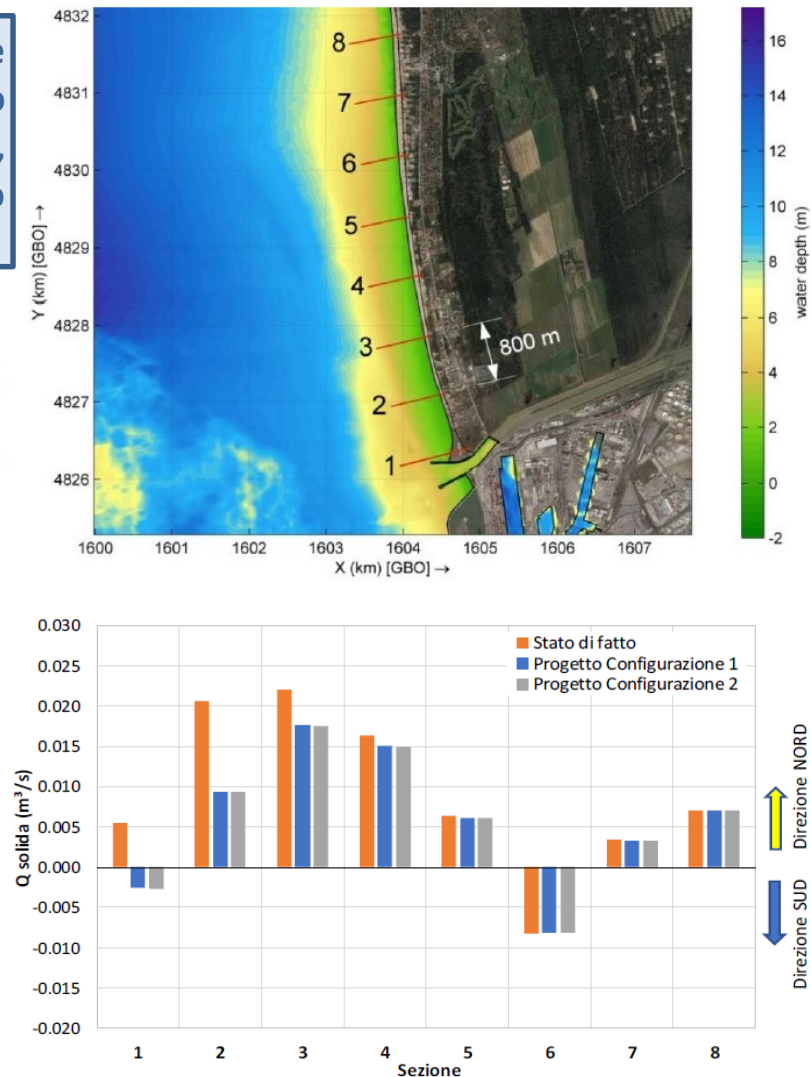 e
o
,
o
4832
4831
4830
4829
4828
4827
4826
Y (km) [GBO] →
8
7
6
5
4
3
2
1
800 m
1600 1601 1602 1603 1604 1605 1606 1607
X (km) [GBO] →
16
14
12
10
8
6
4
2
0
-2
water depth (m)
0.030
0.025
0.020
0.015
0.010
0.005
0.000
-0.005
-0.010
-0.015
-0.020
Q solida (m³/s)
Stato di fatto
Progetto Configurazione 1
Progetto Configurazione 2
Direzione NORD
Direzione SUD
1 2 3 4 5 6 7 8
Sezione